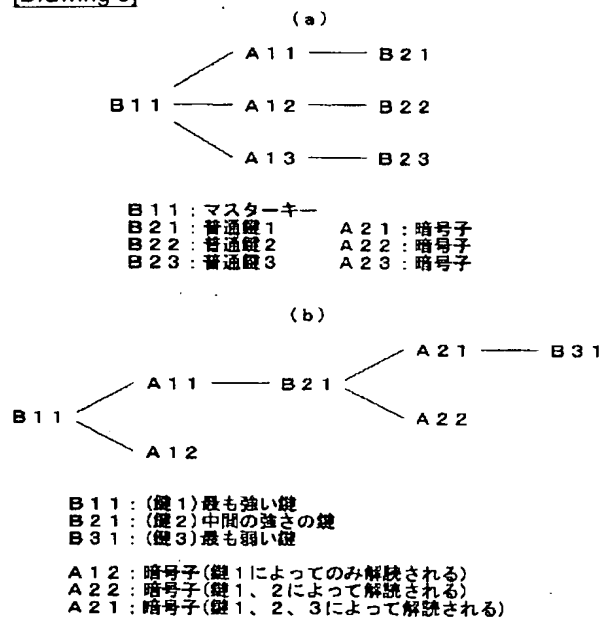 [Drawing 3]
(a)
A11 B21
B11 A12 B22
A13 B23
B11:マスターキー
B21:普通鍵1 A21:暗号子
B22:普通鍵2 A22:暗号子
B23:普通鍵3 A23:暗号子
(b)
A21 B31
A11 B21
B11 A22
A12
B11:(鍵1)最も強い鍵
B21:(鍵2)中間の強さの鍵
B31:(鍵3)最も弱い鍵
A12:暗号子(鍵1によってのみ解読される)
A22:暗号子(鍵1、2によって解読される)
A21:暗号子(鍵1、2、3によって解読される)